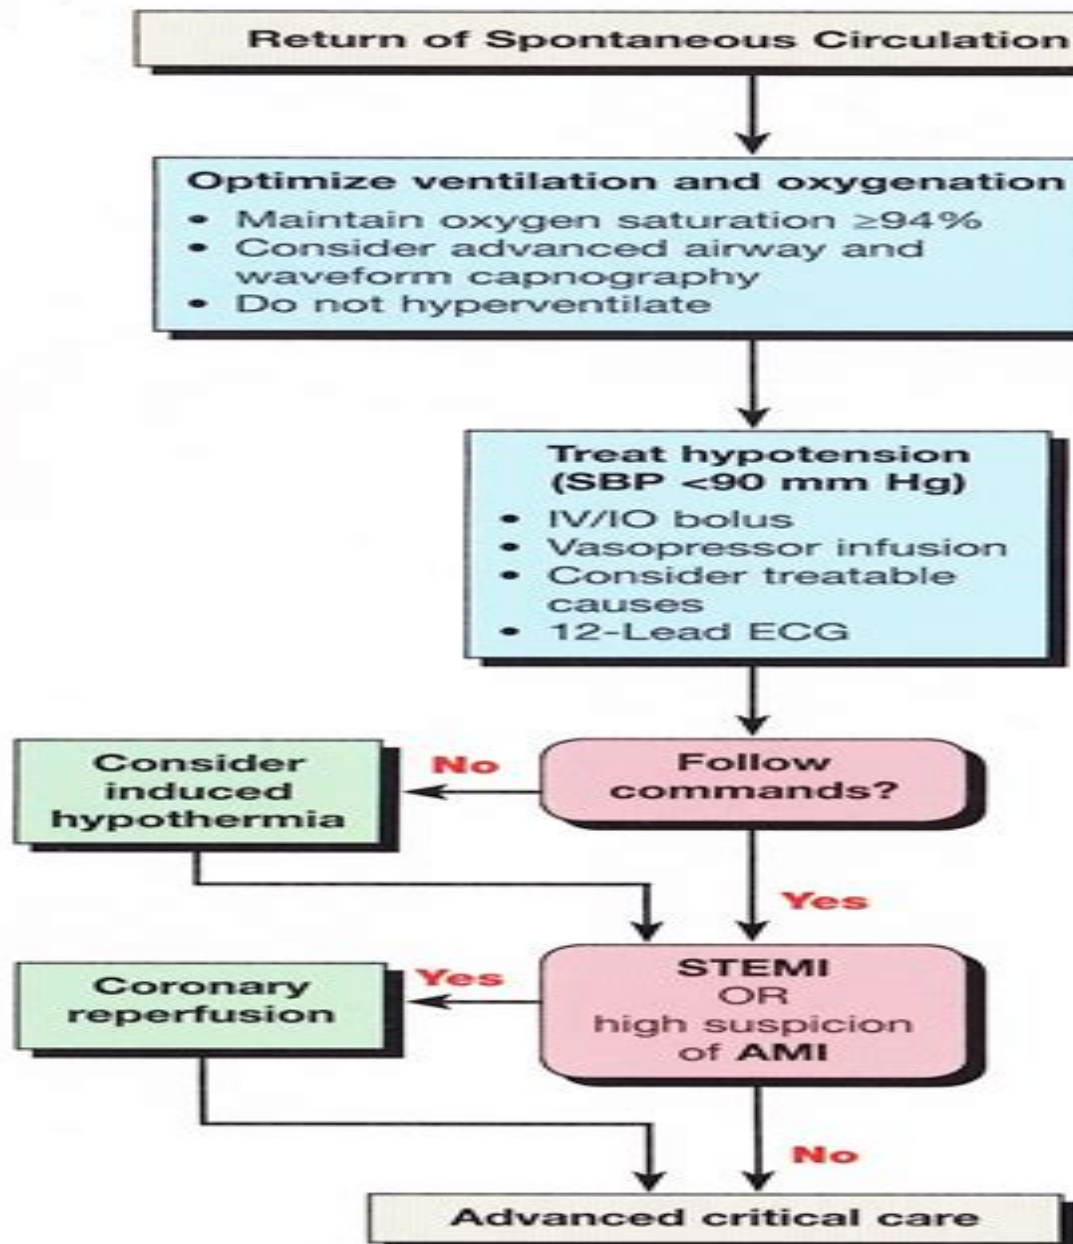 Return of Spontaneous Circulation
Optimize ventilation and oxygenation
• Maintain oxygen saturation ≥94%
• Consider advanced airway and
waveform capnography
• Do not hyperventilate
Treat hypotension
(SBP <90 mm Hg)
• IV/IO bolus
• Vasopressor infusion
• Consider treatable
causes
• 12-Lead ECG
Follow
commands?
No
Consider
induced
hypothermia
Yes
STEMI
OR
high suspicion
of AMI
Yes
Coronary
reperfusion
No
Advanced critical care